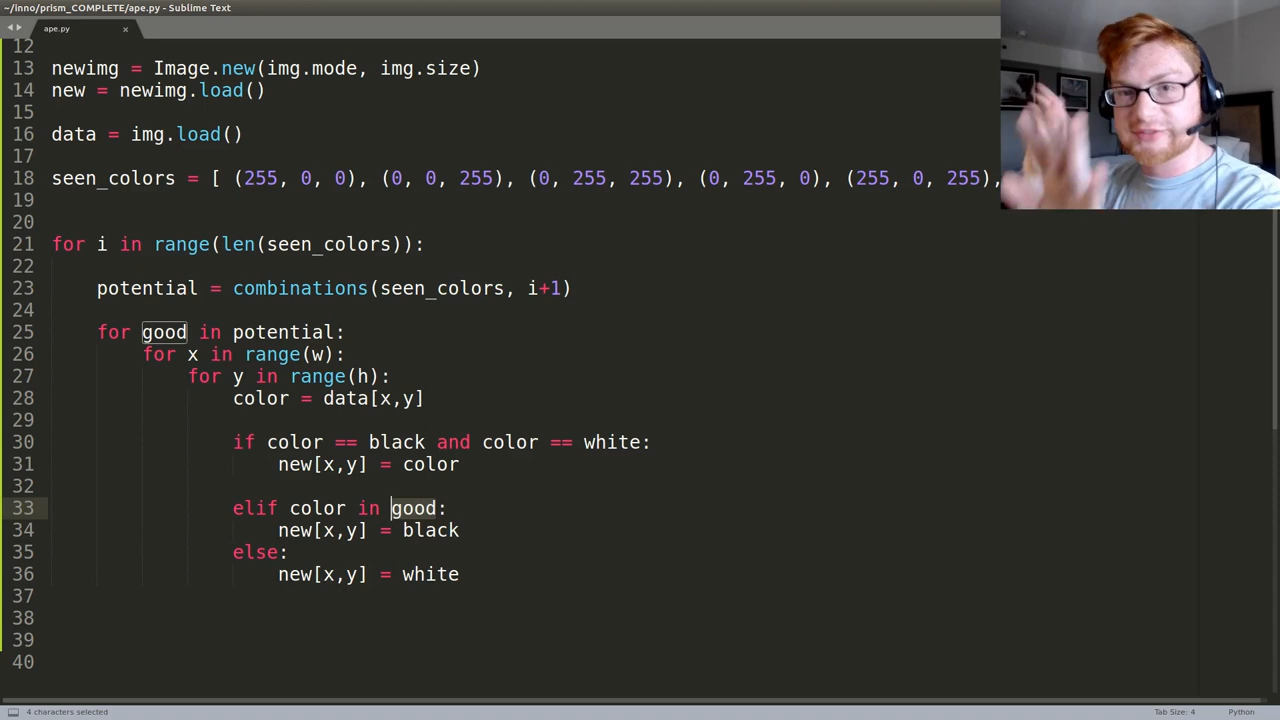 ~/inno/prism_COMPLETE/ape.py - Sublime Text
ape.py
12
13 newimg = Image.new(img.mode, img.size)
14 new = newimg.load()
15
16 data = img.load()
17
18 seen_colors = [ (255, 0, 0), (0, 0, 255), (0, 255, 255), (0, 255, 0), (255, 0, 255),
19
20
21 for i in range(len(seen_colors)):
22
23 potential = combinations(seen_colors, i+1)
24
25 for good in potential:
26 for x in range(w):
27 for y in range(h):
28 color = data[x,y]
29
30 if color == black and color == white:
31 new[x,y] = color
32
33 elif color in good:
34 new[x,y] = black
35 else:
36 new[x,y] = white
37
38
39
40
4 characters selected
Tab Size: 4
Python